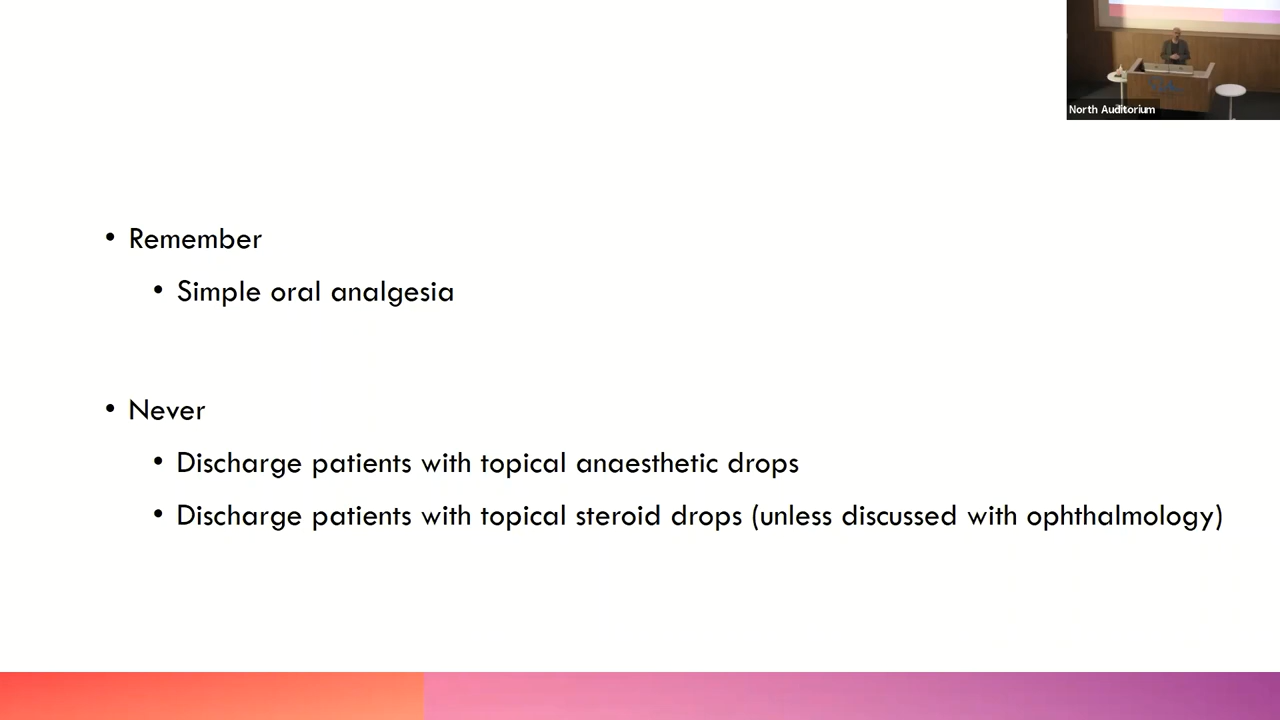 North Auditorium
• Remember
• Simple oral analgesia
• Never
• Discharge patients with topical anaesthetic drops
• Discharge patients with topical steroid drops (unless discussed with ophthalmology)